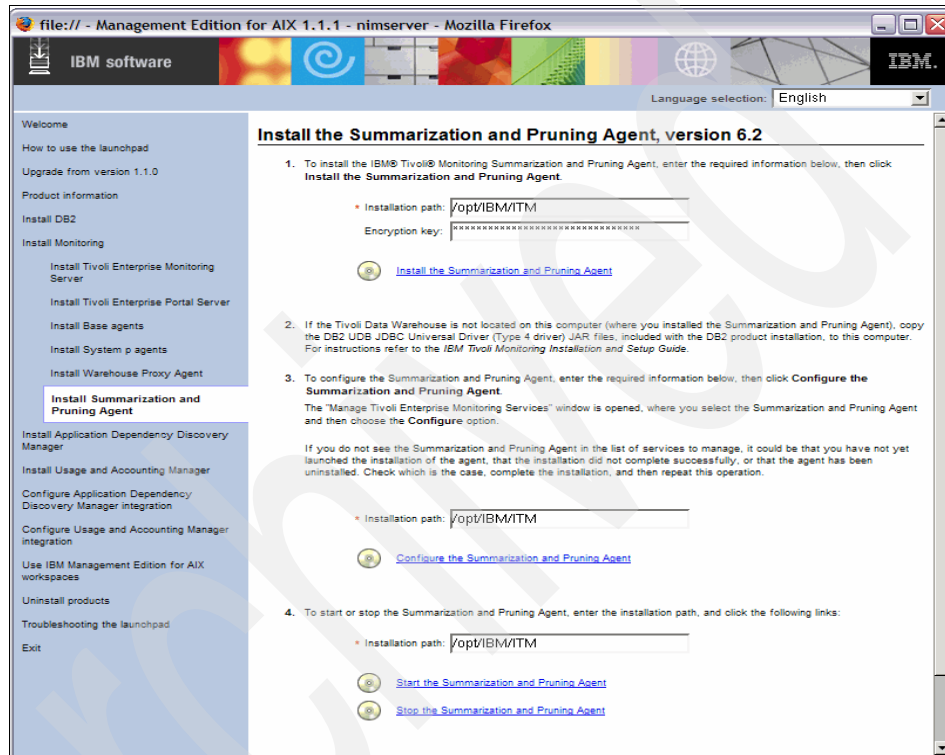 file:// - Management Edition for AIX 1.1.1 - nimserver - Mozilla Firefox
IBM software
IBM.
Language selection: English
Welcome
How to use the launchpad
Upgrade from version 1.1.0
Product information
Install DB2
Install Monitoring
Install Tivoli Enterprise Monitoring
Server
Install Tivoli Enterprise Portal Server
Install Base agents
Install System p agents
Install Warehouse Proxy Agent
Install Summarization and
Pruning Agent
Install Application Dependency Discovery
Manager
Install Usage and Accounting Manager
Configure Application Dependency
Discovery Manager integration
Configure Usage and Accounting Manager
integration
Use IBM Management Edition for AIX
workspaces
Uninstall products
Troubleshooting the launchpad
Exit
Install the Summarization and Pruning Agent, version 6.2
1. To install the IBM® Tivoli® Monitoring Summarization and Pruning Agent, enter the required information below, then click
Install the Summarization and Pruning Agent.
* Installation path: /opt/IBM/ITM
Encryption key: ********************************
Install the Summarization and Pruning Agent
2. If the Tivoli Data Warehouse is not located on this computer (where you installed the Summarization and Pruning Agent), copy
the DB2 UDB JDBC Universal Driver (Type 4 driver) JAR files, included with the DB2 product installation, to this computer.
For instructions refer to the IBM Tivoli Monitoring Installation and Setup Guide.
3. To configure the Summarization and Pruning Agent, enter the required information below, then click Configure the
Summarization and Pruning Agent.
The "Manage Tivoli Enterprise Monitoring Services" window is opened, where you select the Summarization and Pruning Agent
and then choose the Configure option.
If you do not see the Summarization and Pruning Agent in the list of services to manage, it could be that you have not yet
launched the installation of the agent, that the installation did not complete successfully, or that the agent has been
uninstalled. Check which is the case, complete the installation, and then repeat this operation.
* Installation path: /opt/IBM/ITM
Configure the Summarization and Pruning Agent
4. To start or stop the Summarization and Pruning Agent, enter the installation path, and click the following links:
* Installation path: /opt/IBM/ITM
Start the Summarization and Pruning Agent
Stop the Summarization and Pruning Agent
rchived